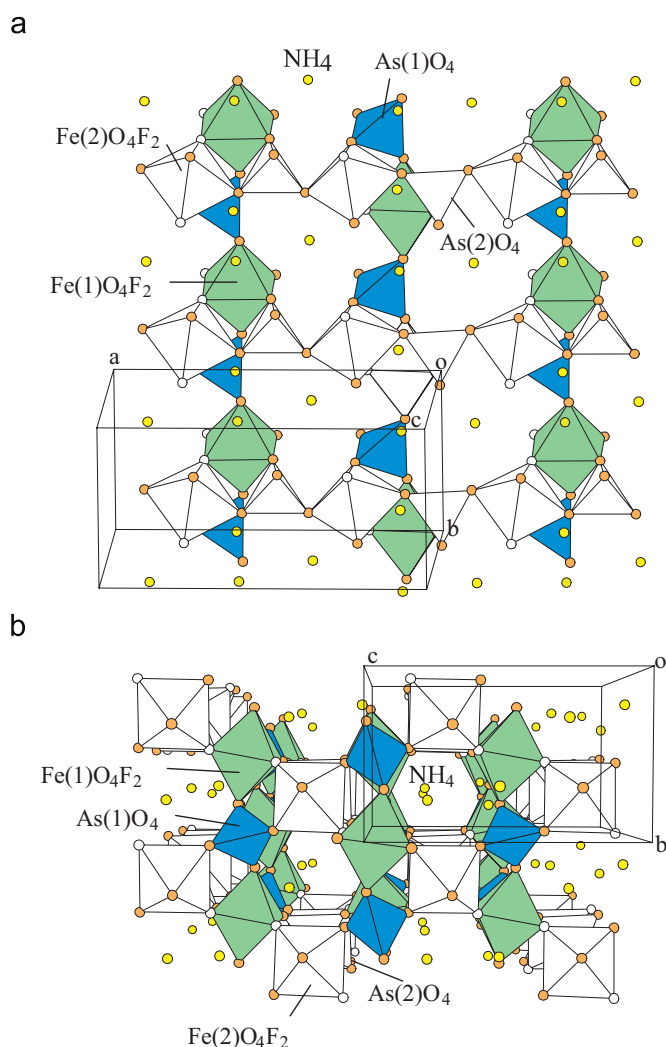 a
NH4
As(1)O4
Fe(2)O4F2
As(2)O4
Fe(1)O4F2
a
o
c
b
b
c
o
Fe(1)O4F2
NH4
As(1)O4
b
As(2)O4
Fe(2)O4F2